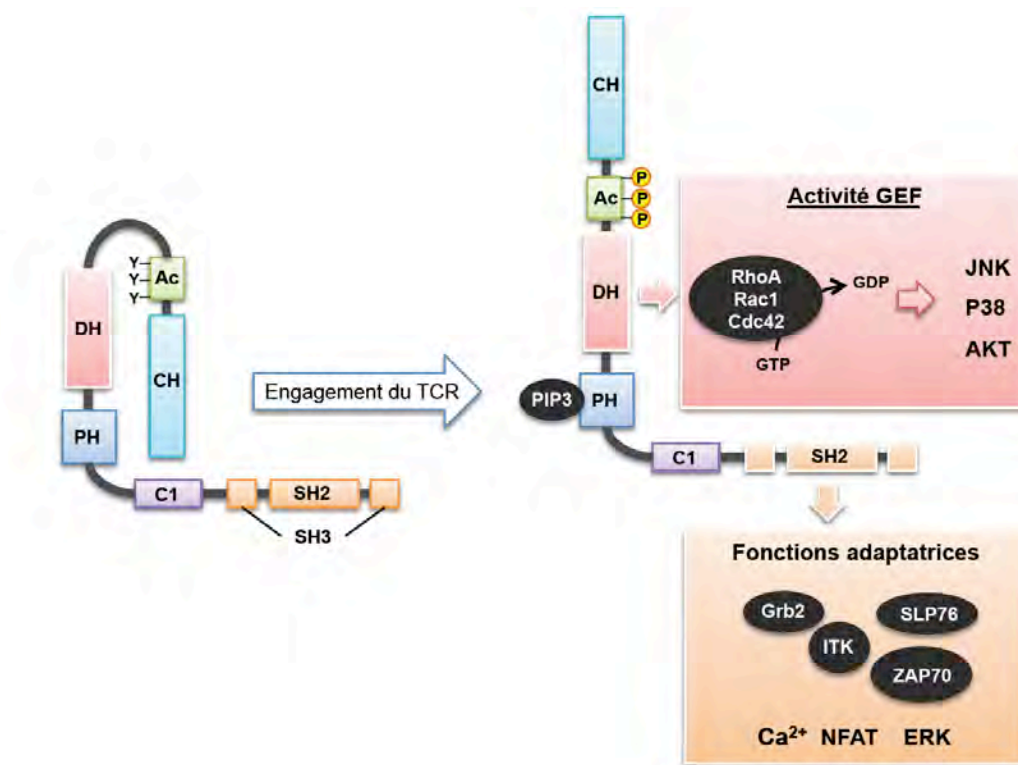 Y
Y
Y
Ac
DH
CH
PH
C1
SH2
SH3
Engagement du TCR
CH
Ac
P
P
P
DH
PIP3
PH
C1
SH2
Activité GEF
RhoA
Rac1
Cdc42
GDP
GTP
JNK
P38
AKT
Fonctions adaptatrices
Grb2
SLP76
ITK
ZAP70
Ca²⁺ NFAT ERK